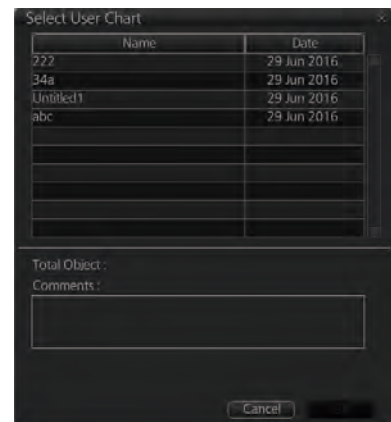 Select User Chart
Name Date
222 29 Jun 2016
34a 29 Jun 2016
Untitled1 29 Jun 2016
abc 29 Jun 2016
Total Object :
Comments :
Cancel